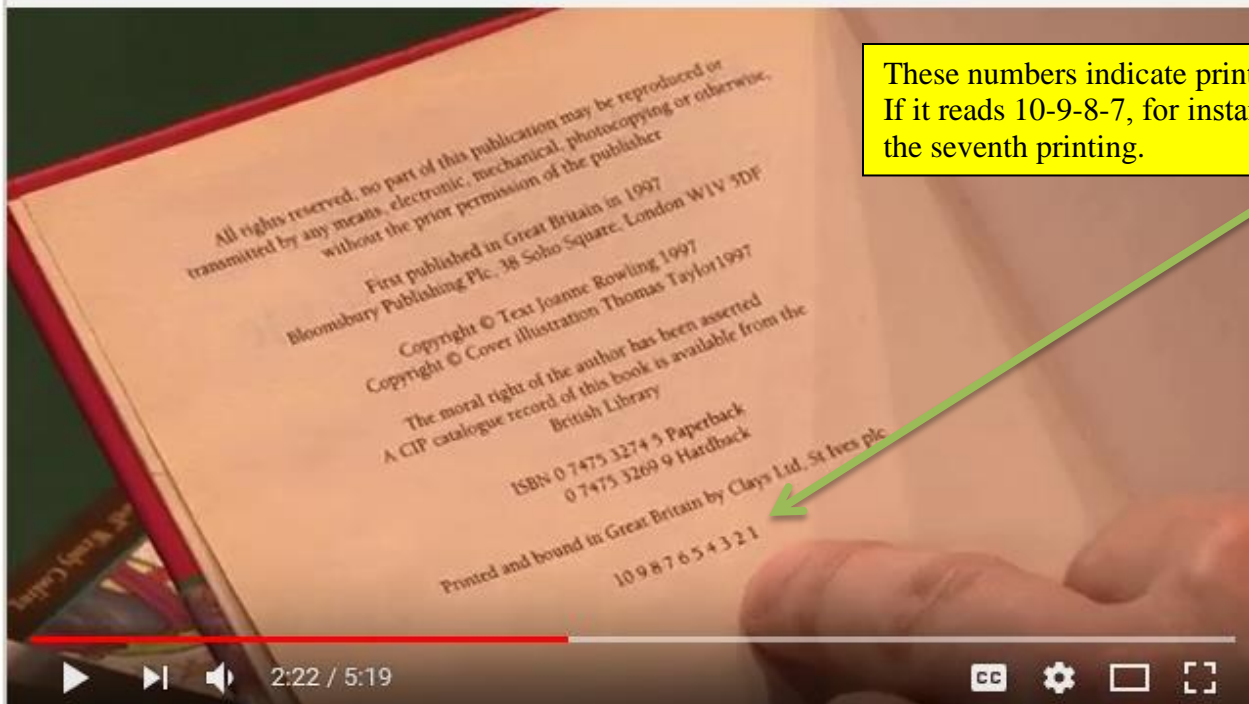 These numbers indicate print
If it reads 10-9-8-7, for insta
the seventh printing.
All rights reserved; no part of this publication may be reproduced or
transmitted by any means, electronic, mechanical, photocopying or otherwise,
without the prior permission of the publisher
First published in Great Britain in 1997
Bloomsbury Publishing Plc, 38 Soho Square, London W1V 5DF
Copyright © Text Joanne Rowling 1997
Copyright © Cover illustration Thomas Taylor1997
The moral right of the author has been asserted
A CIP catalogue record of this book is available from the
British Library
ISBN 0 7475 3274 5 Paperback
0 7475 3269 9 Hardback
Printed and bound in Great Britain by Clays Ltd, St Ives plc
10 9 8 7 6 5 4 3 2 1
2:22 / 5:19
CC